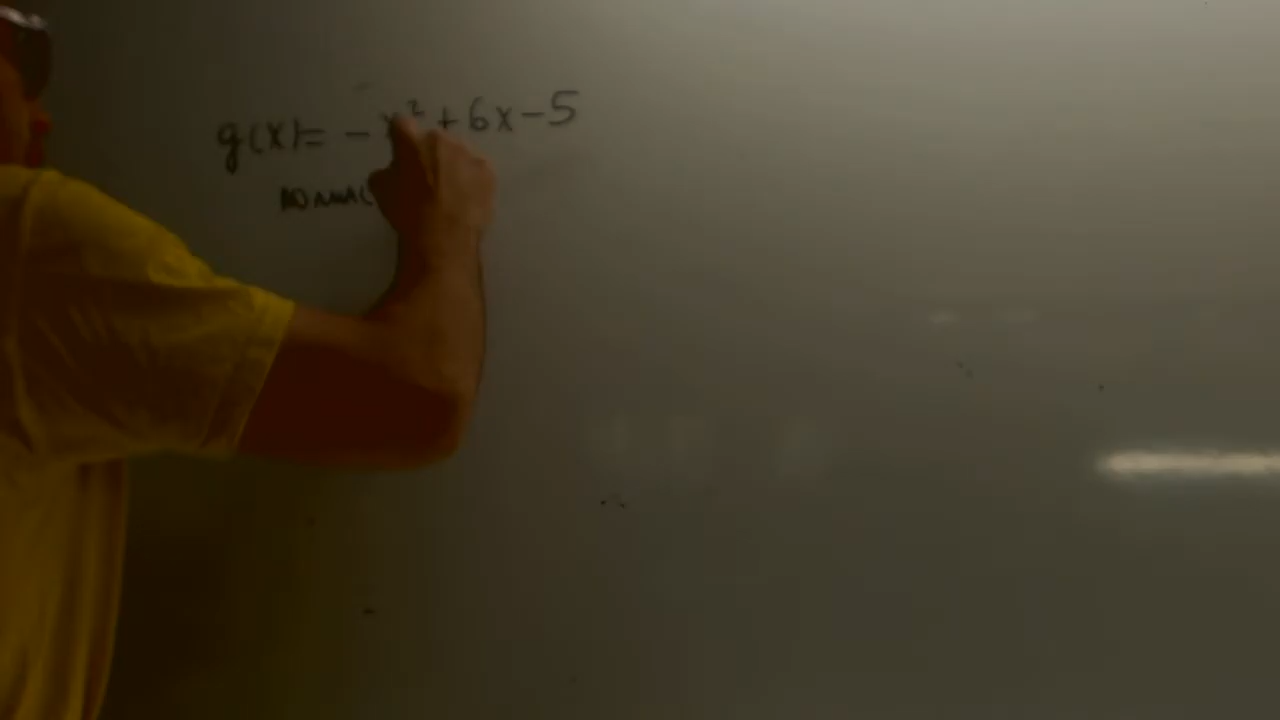 g(x) = -x² + 6x - 5